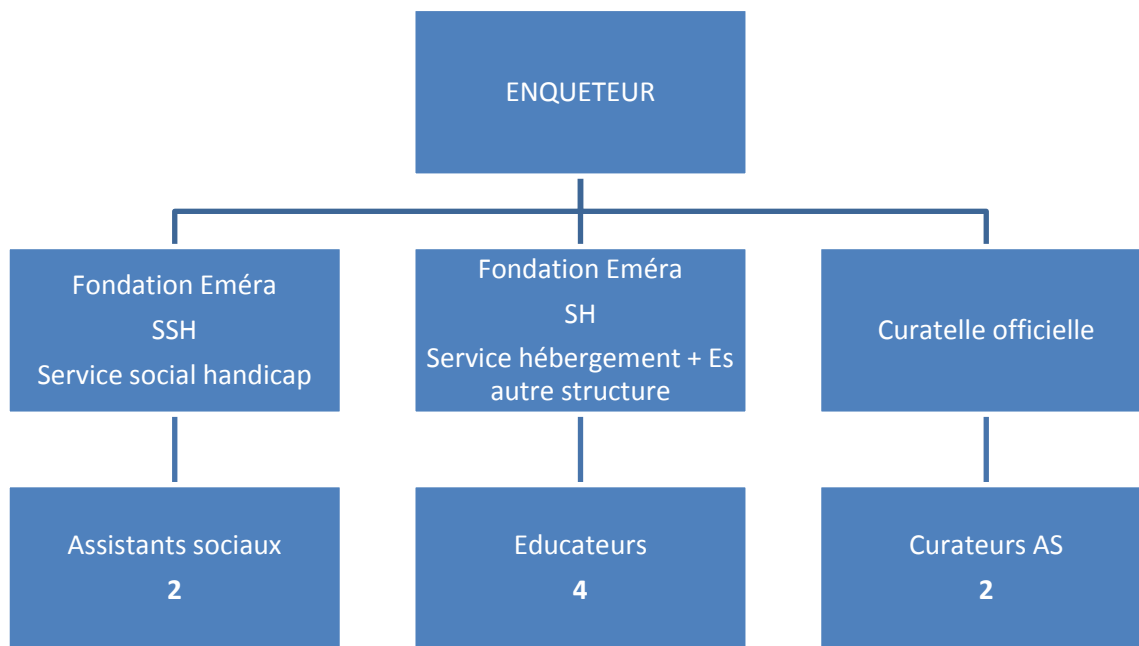 ENQUETEUR
Fondation Eméra
SSH
Service social handicap
Fondation Eméra
SH
Service hébergement + Es
autre structure
Curatelle officielle
Assistants sociaux
2
Educateurs
4
Curateurs AS
2